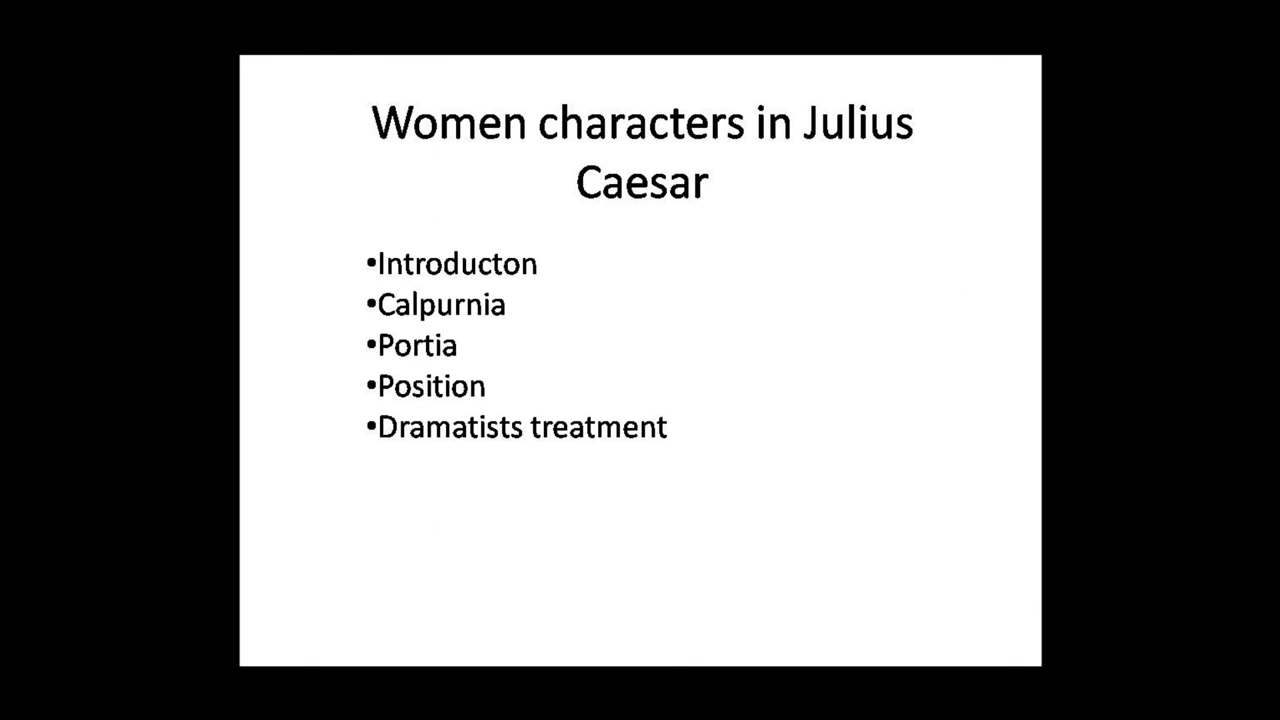 Women characters in Julius
Caesar
•Introducton
•Calpurnia
•Portia
•Position
•Dramatists treatment